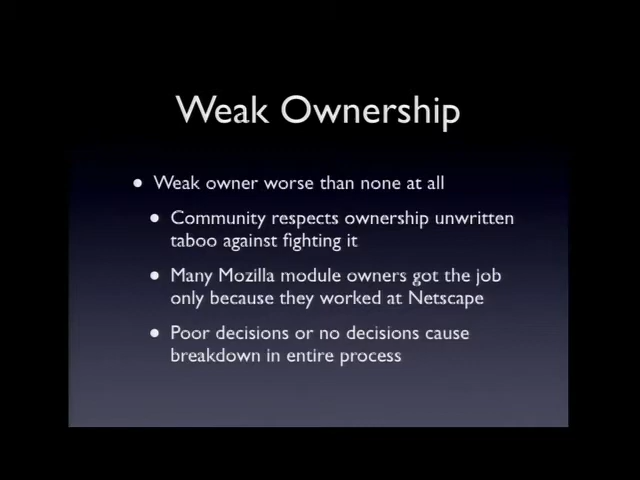 Weak Ownership
• Weak owner worse than none at all
• Community respects ownership unwritten
taboo against fighting it
• Many Mozilla module owners got the job
only because they worked at Netscape
• Poor decisions or no decisions cause
breakdown in entire process